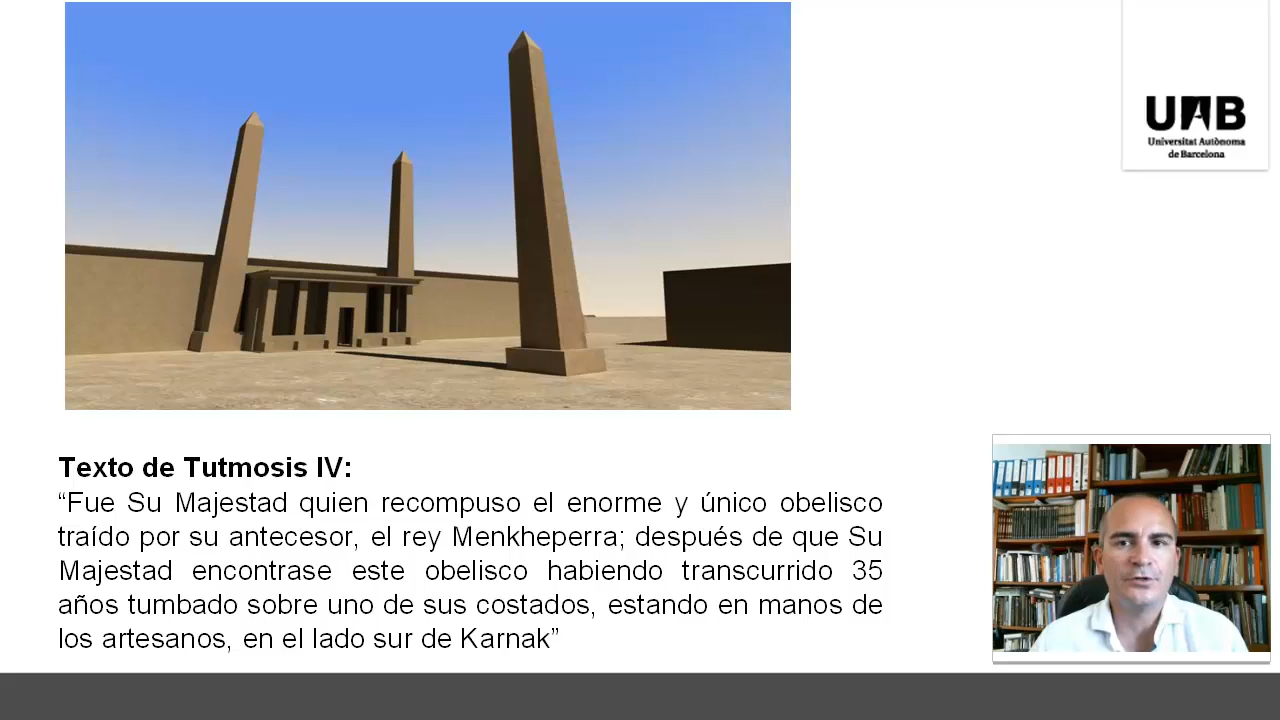 UAB
Universitat Autònoma
de Barcelona
Texto de Tutmosis IV:
“Fue Su Majestad quien recompuso el enorme y único obelisco
traído por su antecesor, el rey Menkheperra; después de que Su
Majestad encontrase este obelisco habiendo transcurrido 35
años tumbado sobre uno de sus costados, estando en manos de
los artesanos, en el lado sur de Karnak”